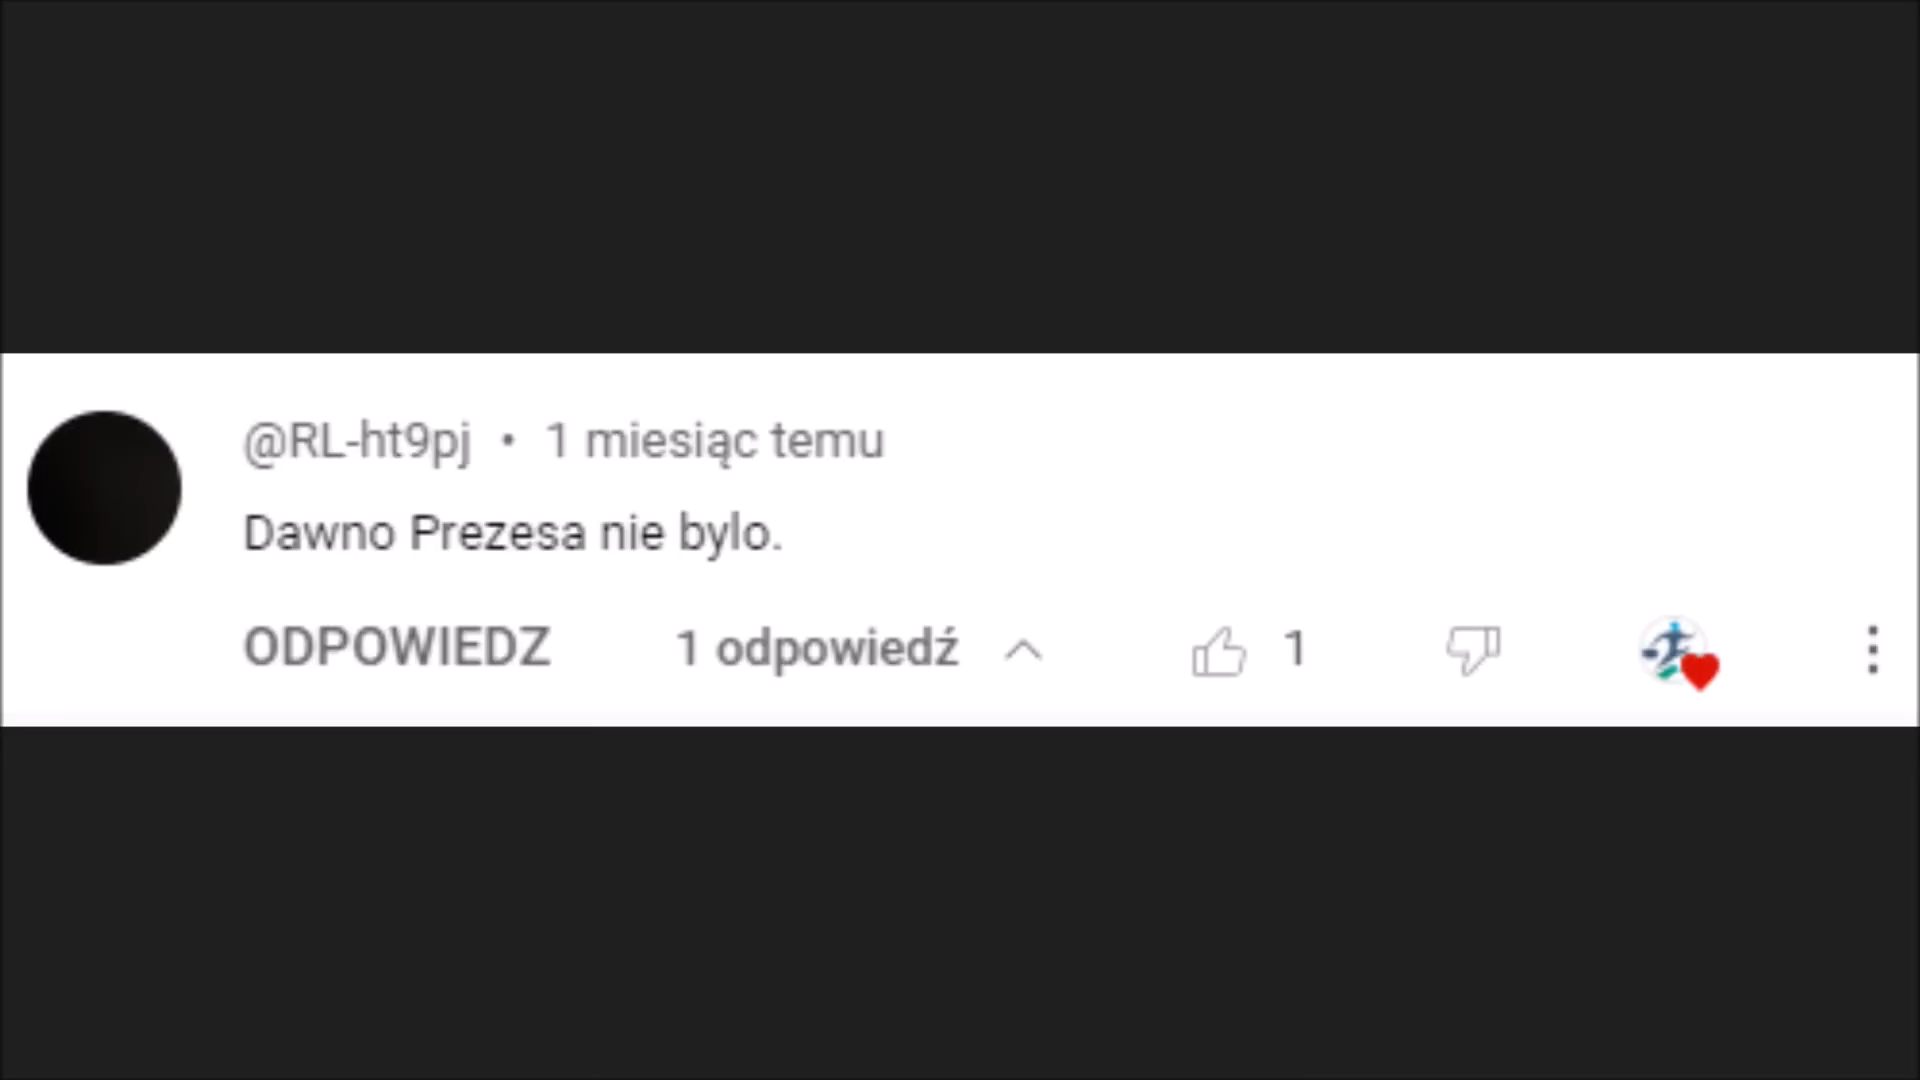 @RL-ht9pj • 1 miesiąc temu
Dawno Prezesa nie bylo.
ODPOWIEDZ 1 odpowiedź 1